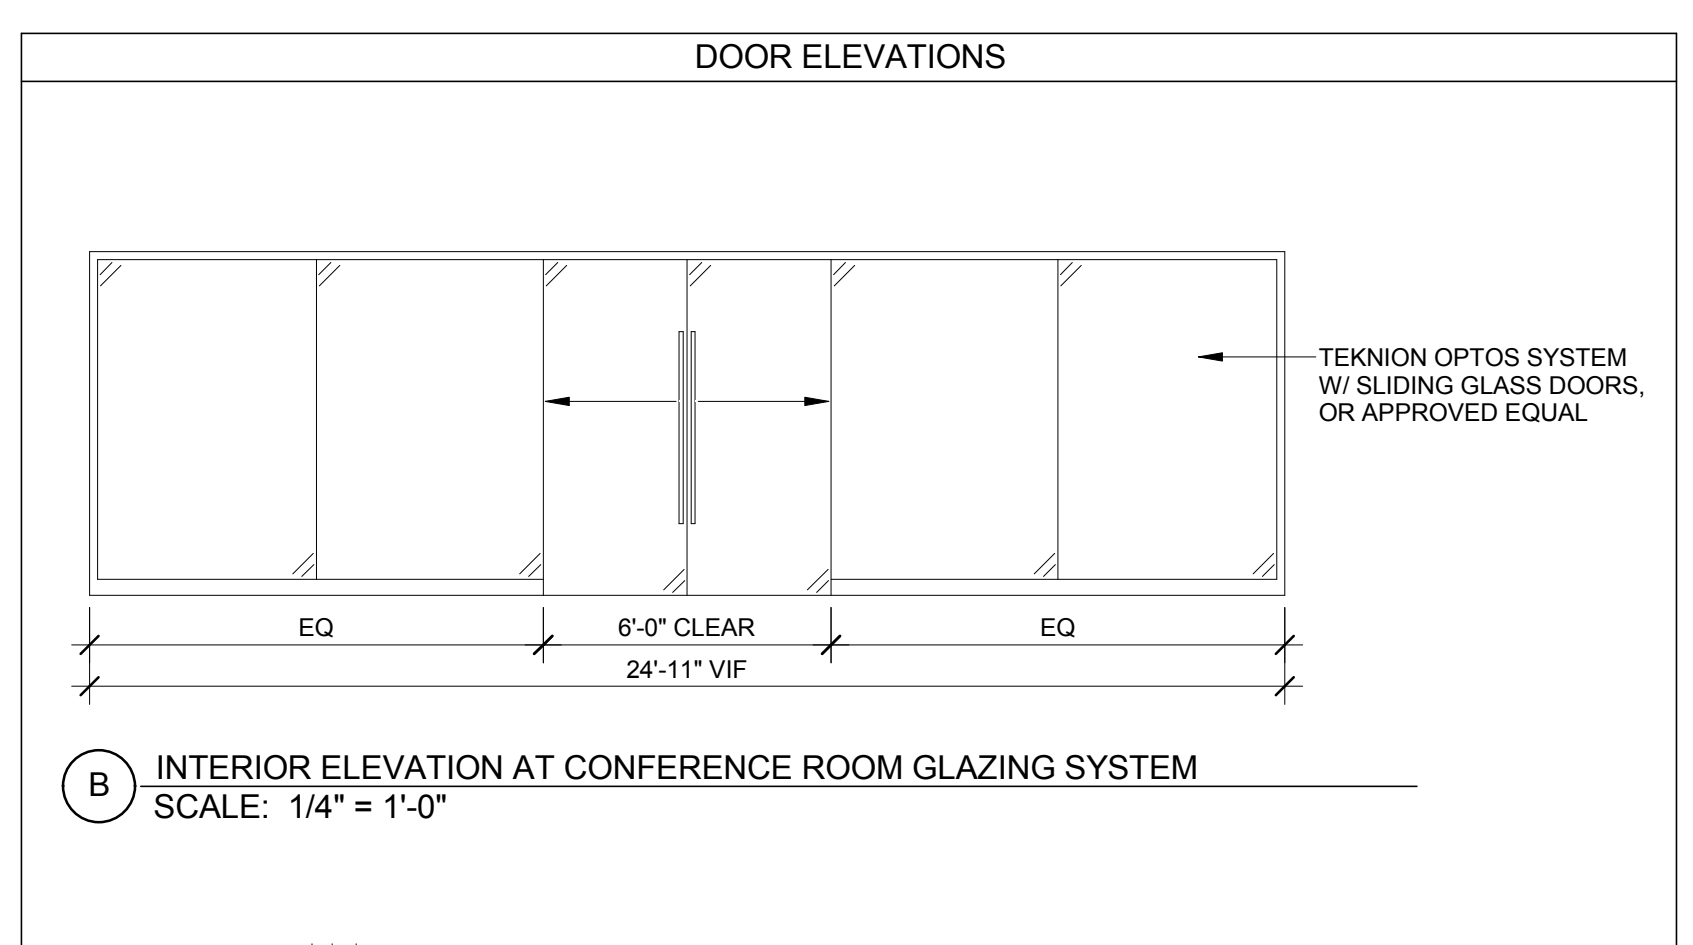 DOOR ELEVATIONS
TEKNION OPTOS SYSTEM
W/ SLIDING GLASS DOORS,
OR APPROVED EQUAL
EQ 6'-0" CLEAR EQ
24'-11" VIF
B INTERIOR ELEVATION AT CONFERENCE ROOM GLAZING SYSTEM
SCALE: 1/4" = 1'-0"